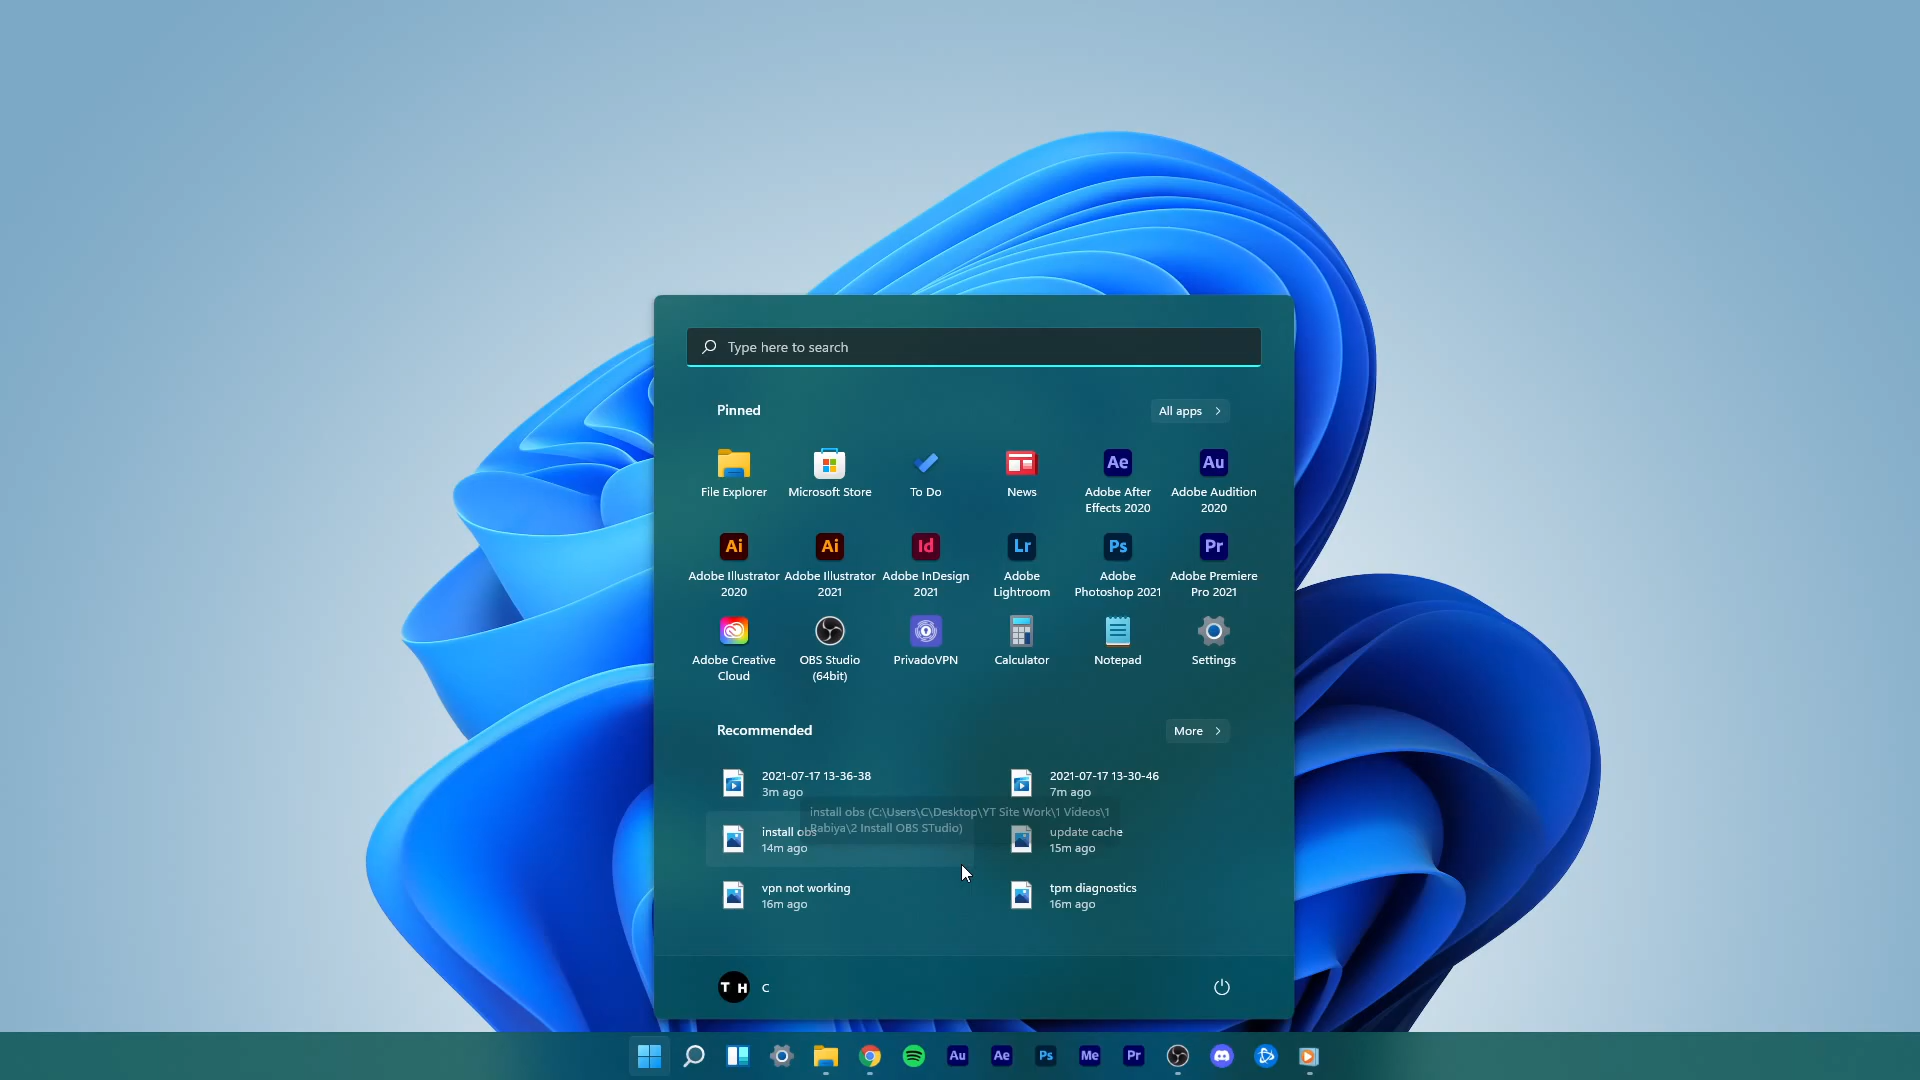 Type here to search
Pinned
All apps
Ae
Au
File Explorer
Microsoft Store
To Do
News
Adobe After
Effects 2020
Adobe Audition
2020
Ai
Ai
Id
Lr
Ps
Pr
Adobe Illustrator
2020
Adobe Illustrator
2021
Adobe InDesign
2021
Adobe
Lightroom
Adobe
Photoshop 2021
Adobe Premiere
Pro 2021
Adobe Creative
Cloud
OBS Studio
(64bit)
PrivadoVPN
Calculator
Notepad
Settings
Recommended
More
2021-07-17 13-36-38
3m ago
2021-07-17 13-30-46
7m ago
install obs (C:\Users\C\Desktop\YT Site Work\1 Videos\1
Rabiya\2 Install OBS STudio)
install obs
14m ago
update cache
15m ago
vpn not working
16m ago
tpm diagnostics
16m ago
T H
C
Au
Ae
Ps
Me
Pr